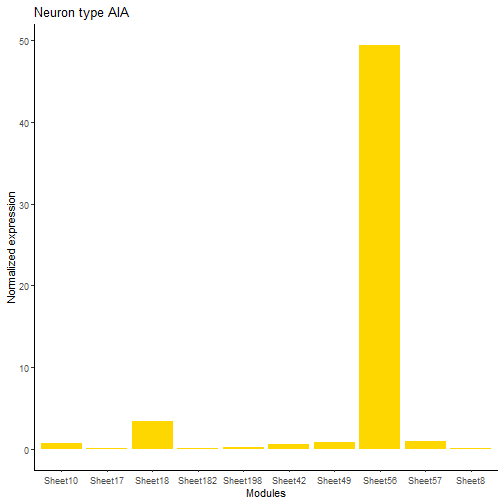 Neuron type AIA
Normalized expression
50
40
30
20
10
0
Sheet10 Sheet17 Sheet18 Sheet182 Sheet198 Sheet42 Sheet49 Sheet56 Sheet57 Sheet8
Modules